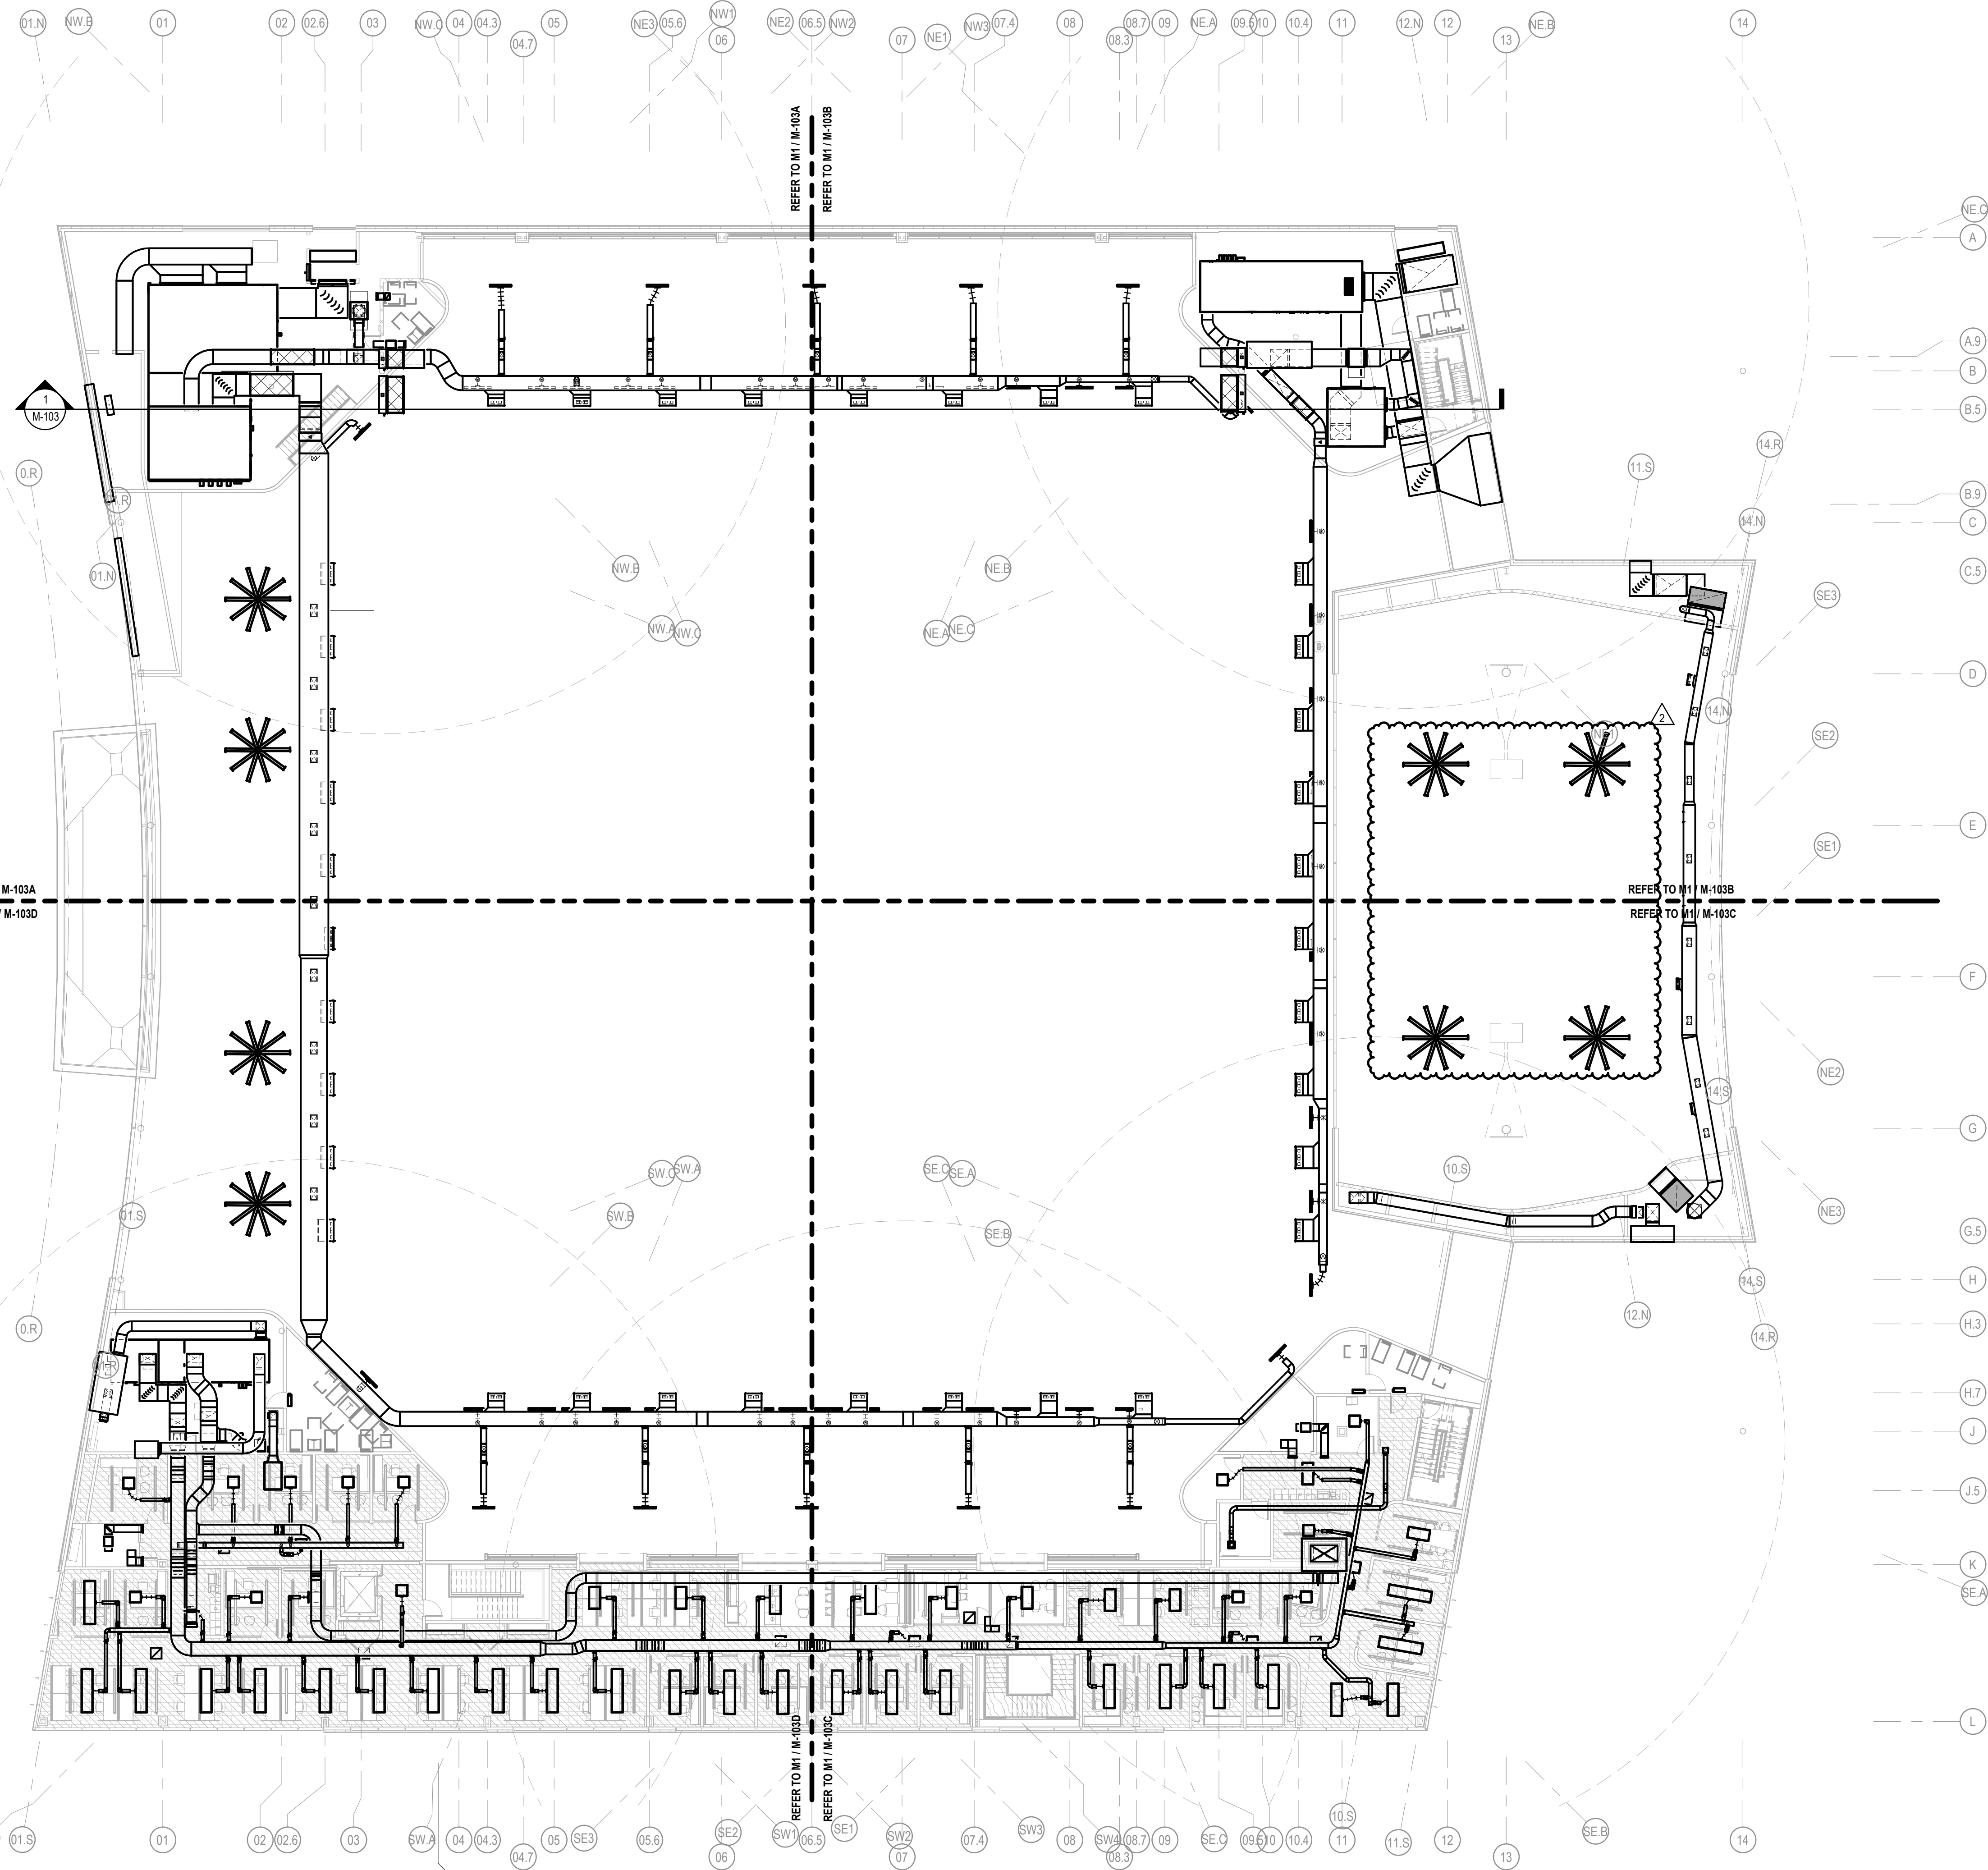 01.N
NW.B
01
02
02.6
03
NW.C
04
04.3
04.7
05
NE3
05.6
NW1
06
NE2
06.5
NW2
07
NE1
NW3
07.4
08
08.3
08.7
09
NE.A
09.5
10
10.4
11
12.N
12
13
NE.B
14
REFER TO M1 / M-103A
REFER TO M1 / M-103B
NE.C
A
A.9
B
B.5
1
M-103
0.R
14.R
11.S
B.9
01.R
14.N
C
NW.B
NE.B
01.N
C.5
SE3
NW.A
NW.C
NE.A
NE.C
D
14.N
2
NE1
SE2
E
SE1
M-103A
/ M-103D
REFER TO M1 / M-103B
REFER TO M1 / M-103C
F
NE2
14.S
G
SW.C
SW.A
SE.C
SE.A
10.S
01.S
SW.B
SE.B
NE3
G.5
14.S
H
0.R
12.N
14.R
H.3
H.7
J
J.5
K
SE.A
L
REFER TO M1 / M-103D
REFER TO M1 / M-103C
01.S
01
02
02.6
03
SW.A
04
04.3
04.7
05
SE3
05.6
SE2
06
SW1
06.5
SE1
SW2
07
07.4
SW3
08
SW4
08.3
08.7
09
SE.C
09.5
10
10.4
10.S
11
11.S
12
13
SE.B
14